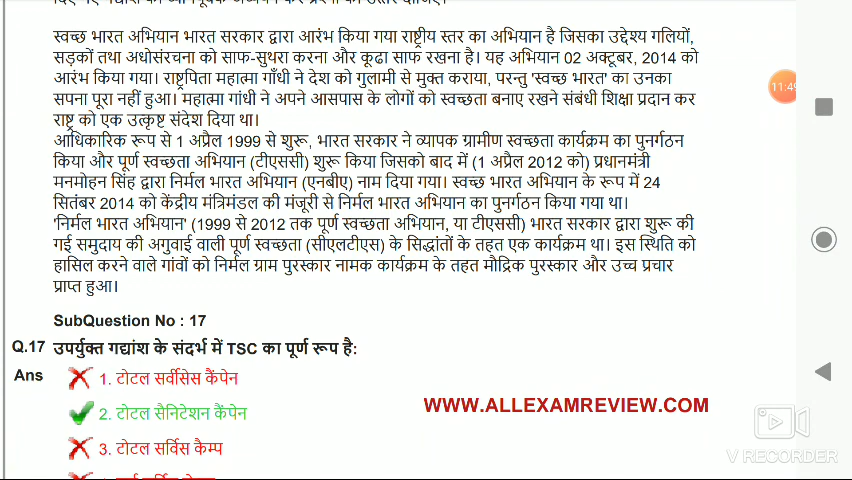 स्वच्छ भारत अभियान भारत सरकार द्वारा आरंभ किया गया राष्ट्रीय स्तर का अभियान है जिसका उद्देश्य गलियों,
सड़कों तथा अधोसंरचना को साफ-सुथरा करना और कूढा साफ रखना है। यह अभियान 02 अक्टूबर, 2014 को
आरंभ किया गया। राष्ट्रपिता महात्मा गाँधी ने देश को गुलामी से मुक्त कराया, परन्तु 'स्वच्छ भारत' का उनका
सपना पूरा नहीं हुआ। महात्मा गांधी ने अपने आसपास के लोगों को स्वच्छता बनाए रखने संबंधी शिक्षा प्रदान कर
राष्ट्र को एक उत्कृष्ट संदेश दिया था।
आधिकारिक रूप से 1 अप्रैल 1999 से शुरू, भारत सरकार ने व्यापक ग्रामीण स्वच्छता कार्यक्रम का पुनर्गठन
किया और पूर्ण स्वच्छता अभियान (टीएससी) शुरू किया जिसको बाद में (1 अप्रैल 2012 को) प्रधानमंत्री
मनमोहन सिंह द्वारा निर्मल भारत अभियान (एनबीए) नाम दिया गया। स्वच्छ भारत अभियान के रूप में 24
सितंबर 2014 को केंद्रीय मंत्रिमंडल की मंजूरी से निर्मल भारत अभियान का पुनर्गठन किया गया था।
'निर्मल भारत अभियान' (1999 से 2012 तक पूर्ण स्वच्छता अभियान, या टीएससी) भारत सरकार द्वारा शुरू की
गई समुदाय की अगुवाई वाली पूर्ण स्वच्छता (सीएलटीएस) के सिद्धांतों के तहत एक कार्यक्रम था। इस स्थिति को
हासिल करने वाले गांवों को निर्मल ग्राम पुरस्कार नामक कार्यक्रम के तहत मौद्रिक पुरस्कार और उच्च प्रचार
प्राप्त हुआ।
11:49
SubQuestion No : 17
Q.17 उपर्युक्त गद्यांश के संदर्भ में TSC का पूर्ण रूप है:
Ans
1. टोटल सर्वीसेस कैंपेन
2. टोटल सैनिटेशन कैंपेन
3. टोटल सर्विस कैम्प
WWW.ALLEXAMREVIEW.COM
V RECORDER